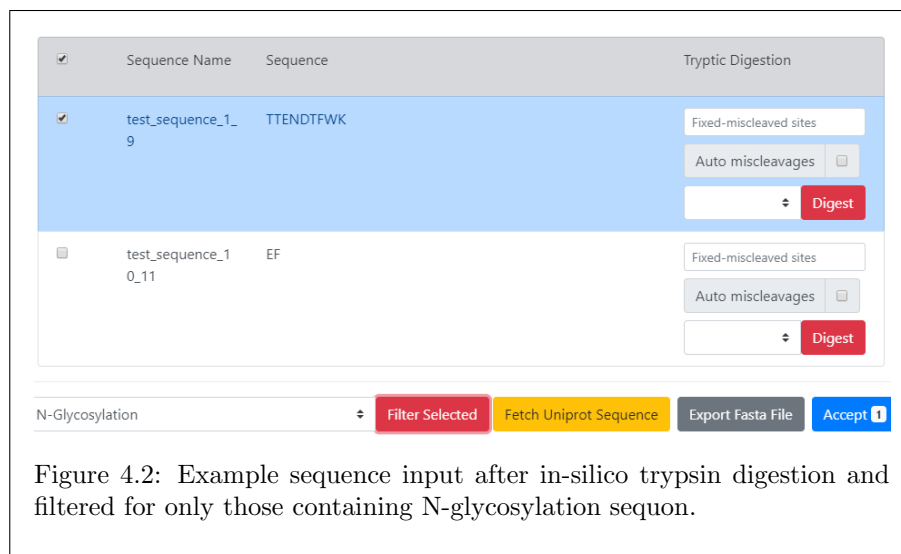 Sequence Name Sequence Tryptic Digestion
test_sequence_1_ TTENDTFWK Fixed-miscleaved sites
9
Auto miscleavages
Digest
test_sequence_1 EF Fixed-miscleaved sites
0_11
Auto miscleavages
Digest
N-Glycosylation Filter Selected Fetch Uniprot Sequence Export Fasta File Accept 1
Figure 4.2: Example sequence input after in-silico trypsin digestion and
filtered for only those containing N-glycosylation sequon.